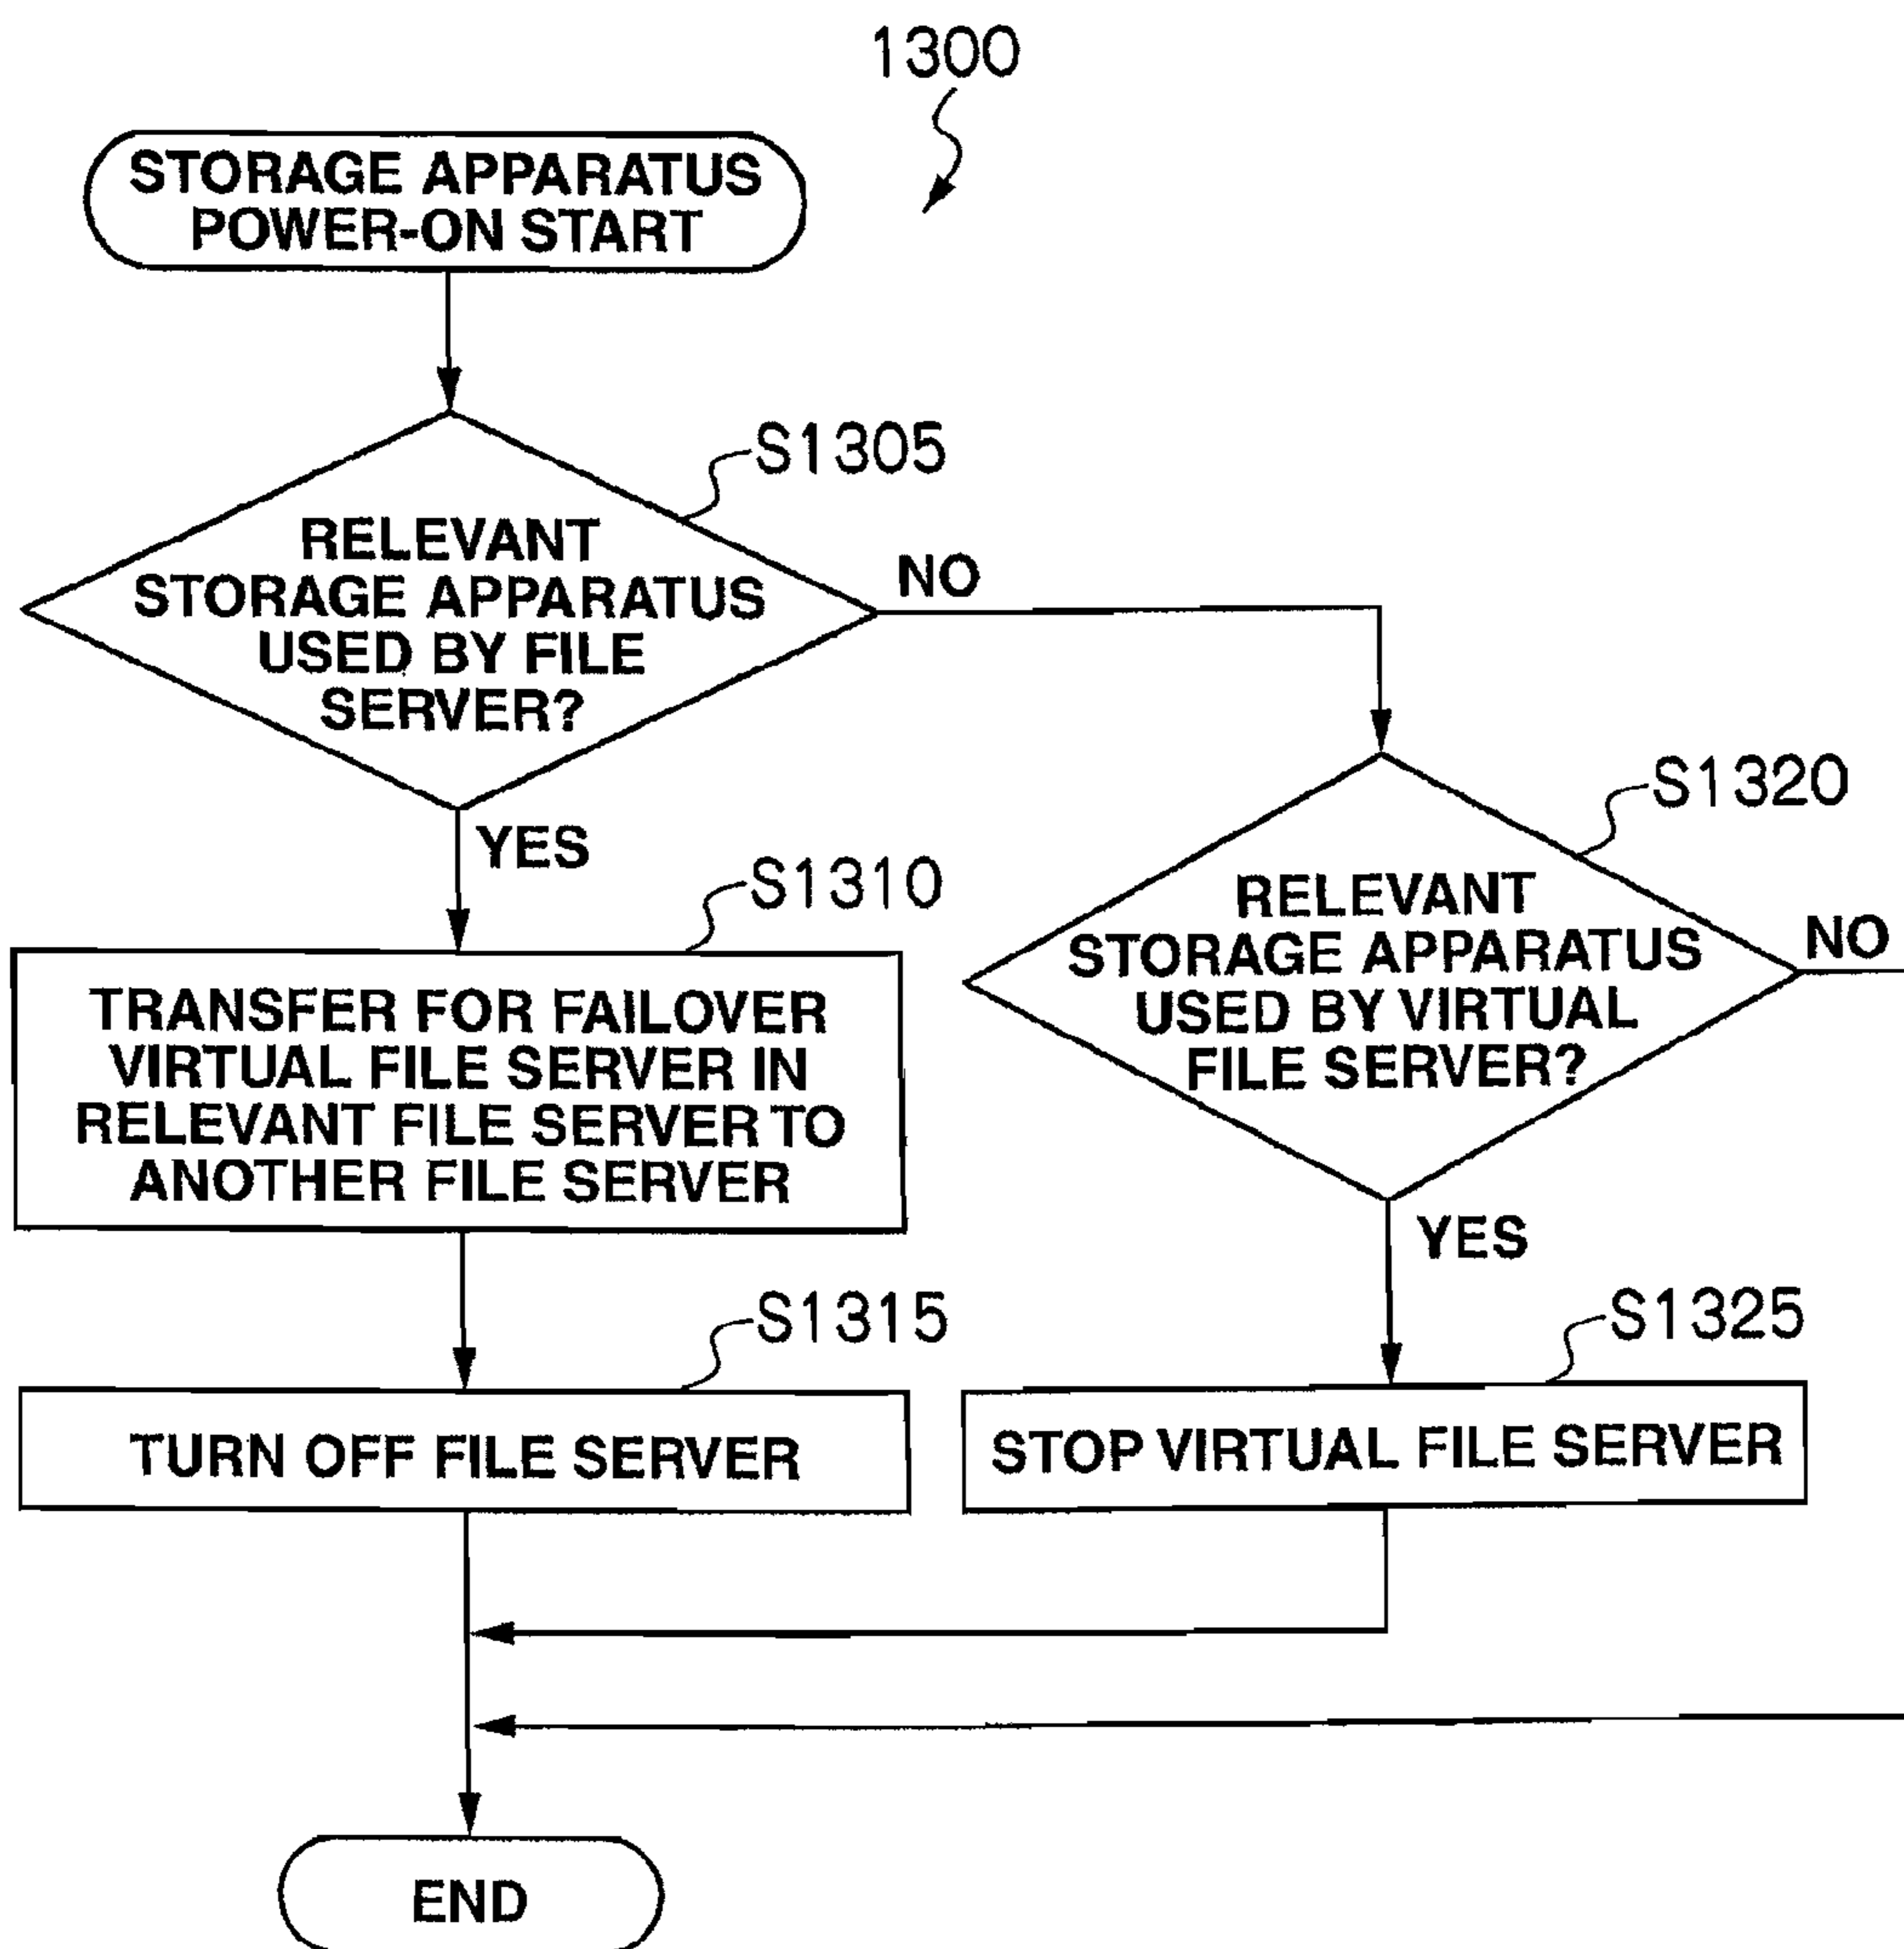 1300
STORAGE APPARATUS
POWER-ON START
S1305
RELEVANT
STORAGE APPARATUS
USED BY FILE
SERVER?
NO
YES
S1310
TRANSFER FOR FAILOVER
VIRTUAL FILE SERVER IN
RELEVANT FILE SERVER TO
ANOTHER FILE SERVER
S1315
TURN OFF FILE SERVER
S1320
RELEVANT
STORAGE APPARATUS
USED BY VIRTUAL
FILE SERVER?
NO
YES
S1325
STOP VIRTUAL FILE SERVER
END